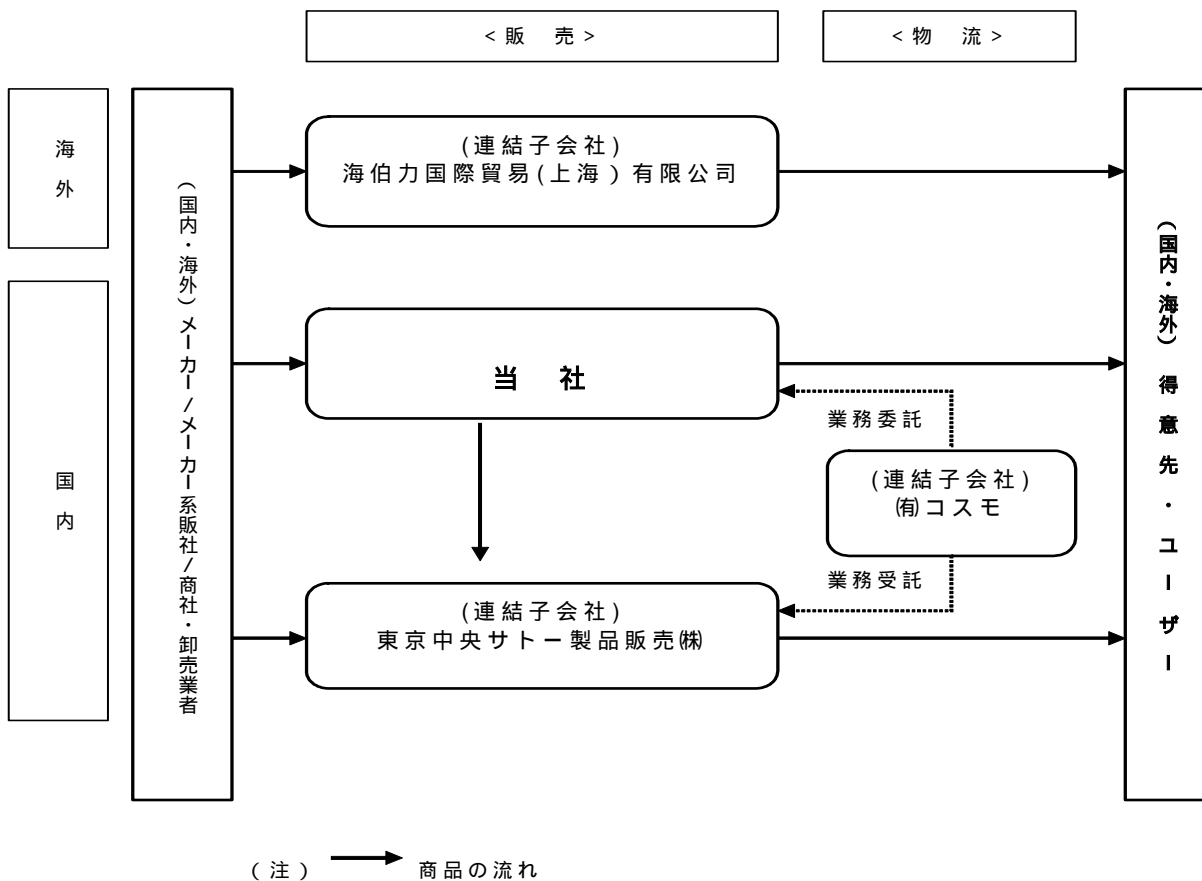 <販 売>
<物 流>
海外
国内
(国内・海外)メーカー/メーカー系販社/商社・卸売業者
(連結子会社)
海伯力国際貿易(上海)有限公司
当 社
業務委託
(連結子会社)
㈲コスモ
業務受託
(連結子会社)
東京中央サトー製品販売㈱
(国内・海外) 得意先・ユーザー
(注) 商品の流れ